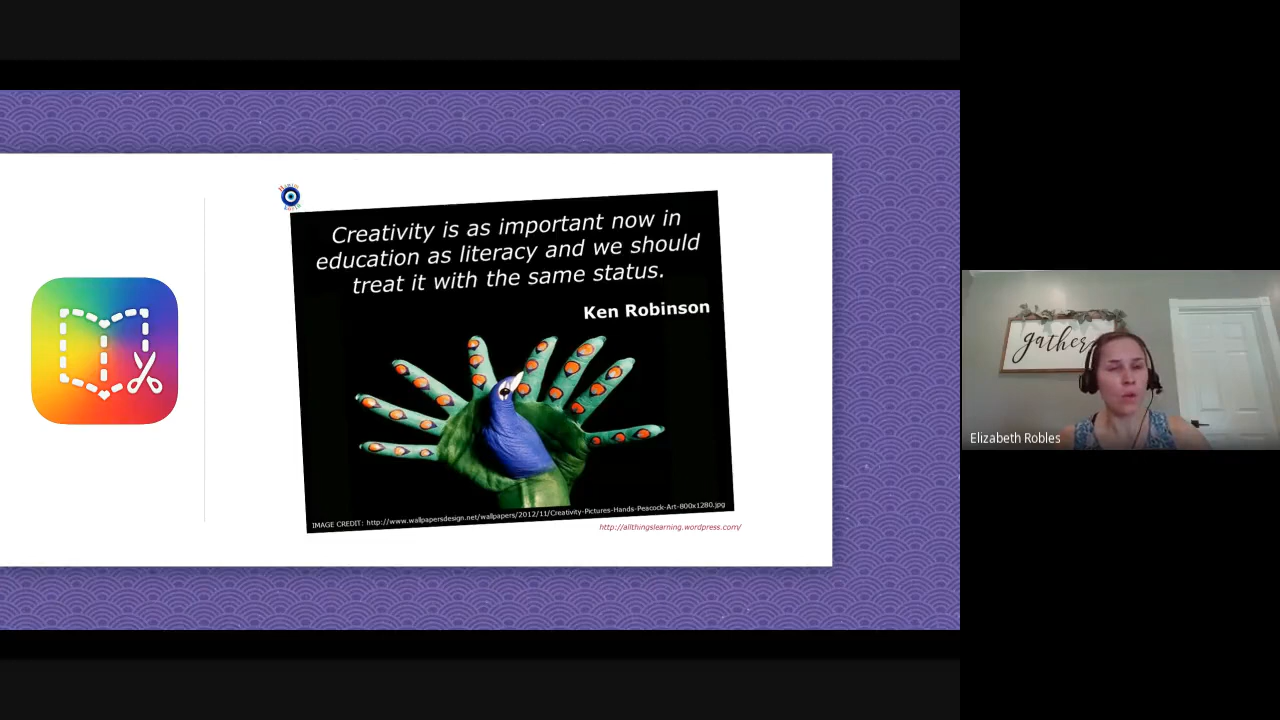 Creativity is as important now in
education as literacy and we should
treat it with the same status.
Ken Robinson
IMAGE CREDIT: http://www.wallpapersdesign.net/wallpapers/2012/11/Creativity-Pictures-Hands-Peacock-Art-800x1280.jpg
http://allthingslearning.wordpress.com/
gather
Elizabeth Robles